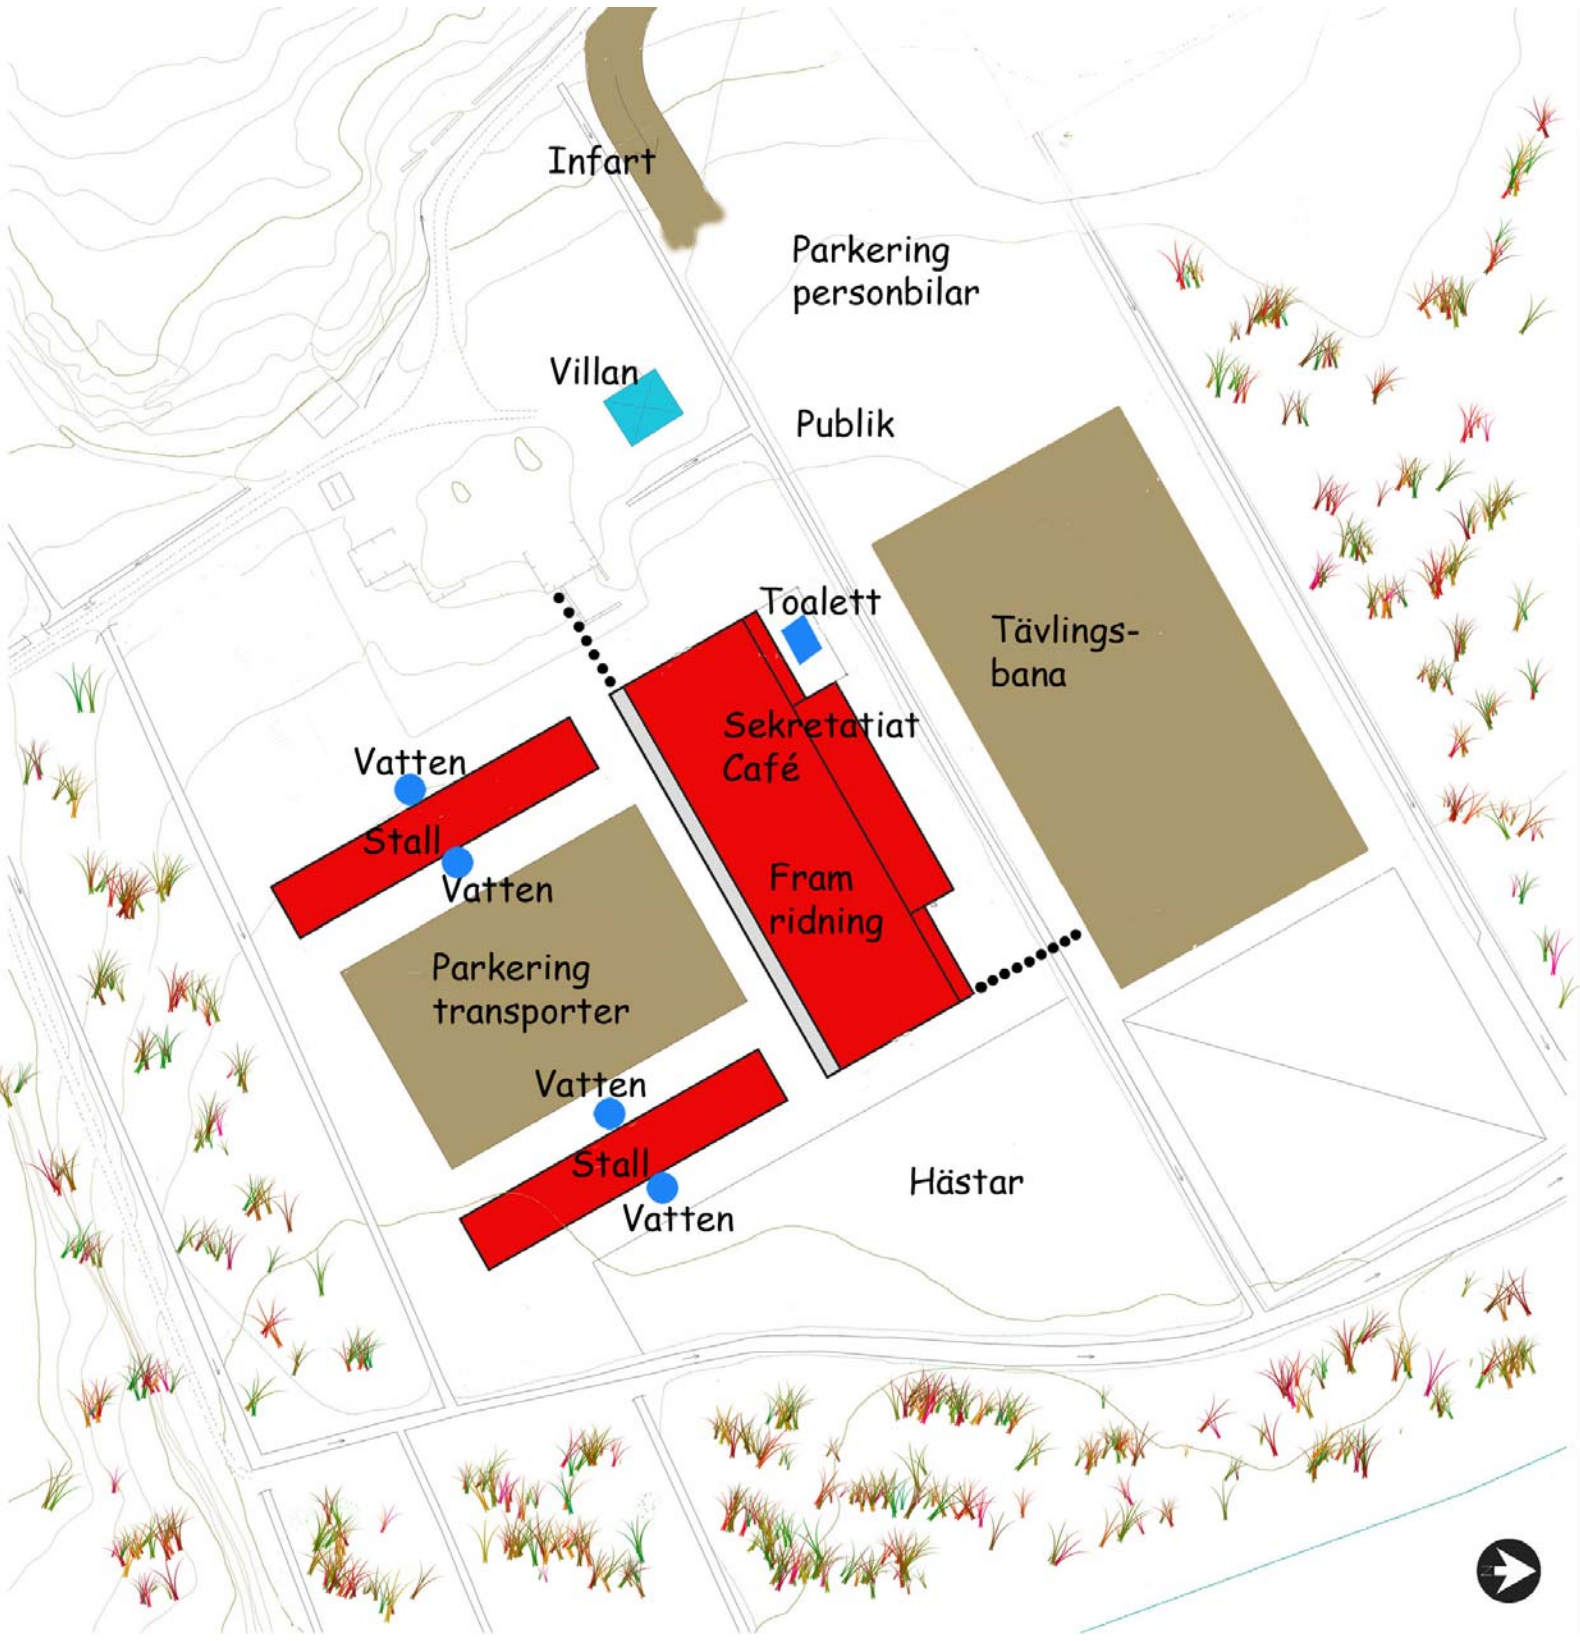 Infart
Parkering
personbilar
Villan
Publik
Toalett
Tävlings-
bana
Sekretatiat
Café
Vatten
Stall
Vatten
Fram
ridning
Parkering
transporter
Vatten
Stall
Vatten
Hästar
N